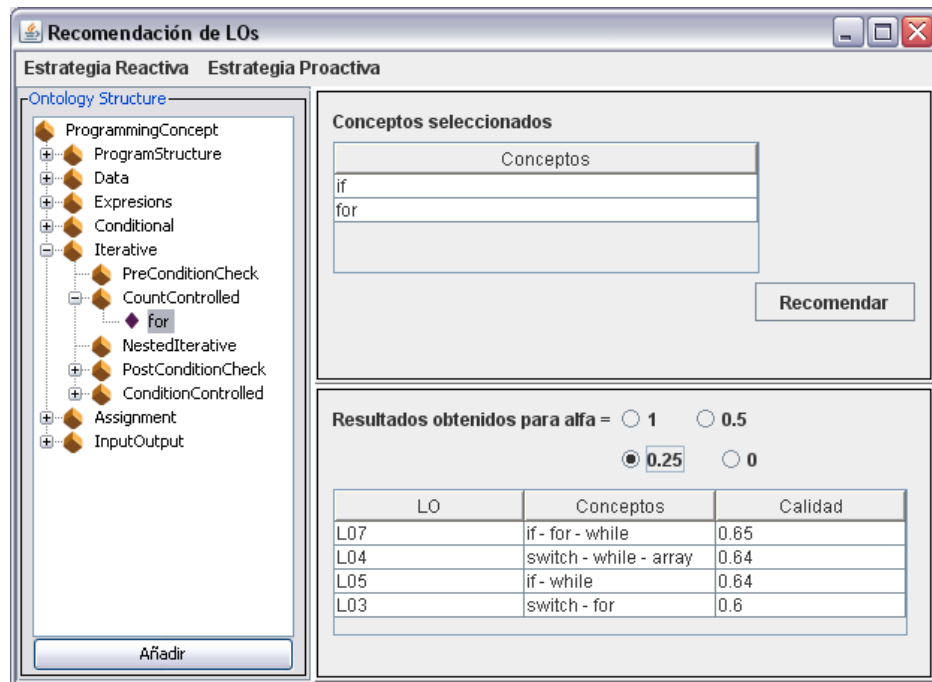 Recomendación de LOs
Estrategia Reactiva Estrategia Proactiva
Ontology Structure
ProgrammingConcept
ProgramStructure
Data
Expresions
Conditional
Iterative
PreConditionCheck
CountControlled
for
NestedIterative
PostConditionCheck
ConditionControlled
Assignment
InputOutput
Añadir
Conceptos seleccionados
Conceptos
if
for
Recomendar
Resultados obtenidos para alfa = 1 0.5
0.25 0
LO Conceptos Calidad
L07 if - for - while 0.65
L04 switch - while - array 0.64
L05 if - while 0.64
L03 switch - for 0.6